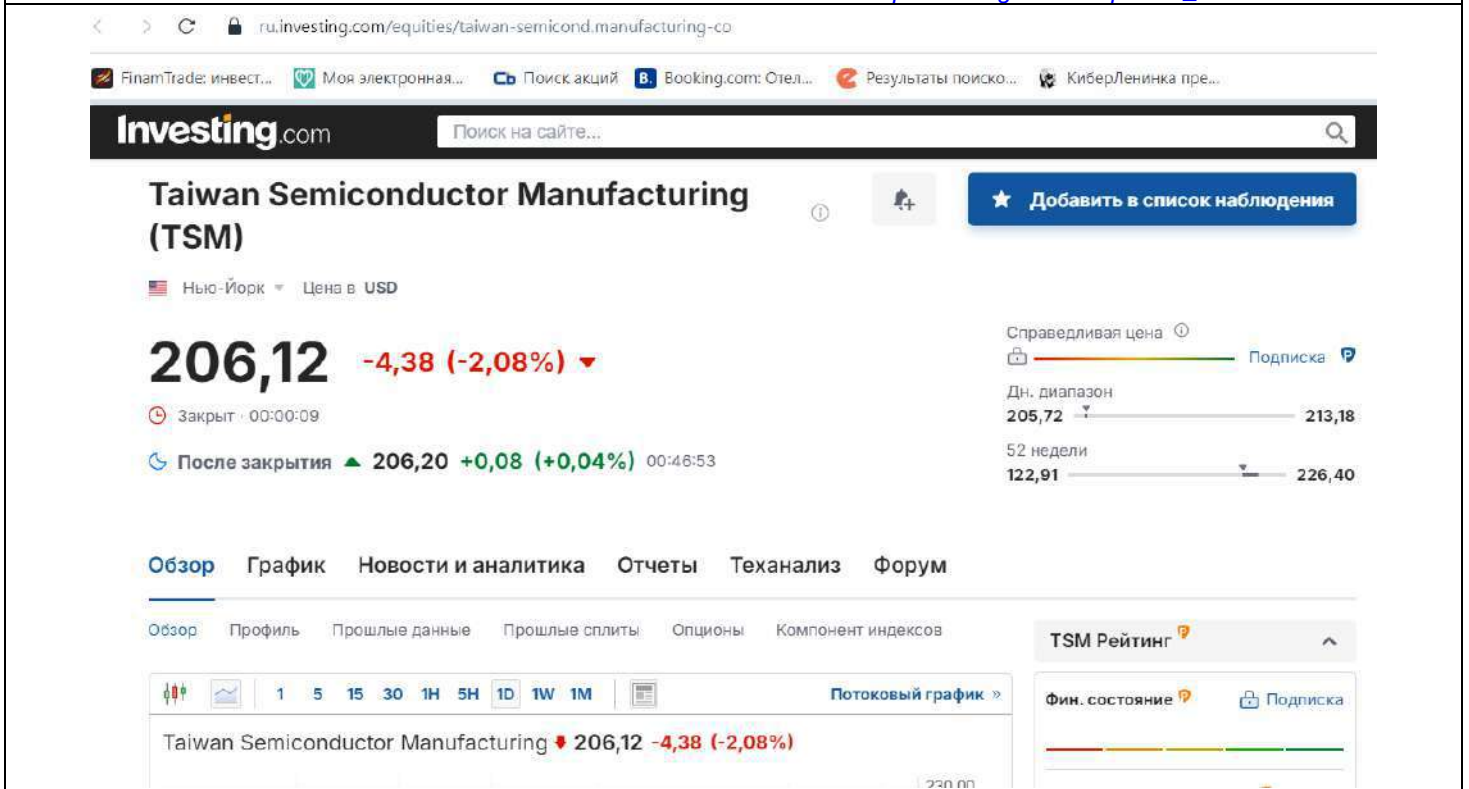 ru.investing.com/equities/taiwan-semicond.manufacturing-co
FinamTrade: инвест... Моя электронная... Сb Поиск акций B. Booking.com: Отел... Результаты поиско... КиберЛенинка пре...
Investing.com Поиск на сайте...
Taiwan Semiconductor Manufacturing
(TSM)
Добавить в список наблюдения
Нью-Йорк Цена в USD
206,12 -4,38 (-2,08%)
Закрыт · 00:00:09
После закрытия 206,20 +0,08 (+0,04%) 00:46:53
Справедливая цена
Подписка
Дн. диапазон
205,72 213,18
52 недели
122,91 226,40
Обзор График Новости и аналитика Отчеты Теханализ Форум
Обзор Профиль Прошлые данные Прошлые сплиты Опционы Компонент индексов
TSM Рейтинг
1 5 15 30 1H 5H 1D 1W 1M Потоковый график »
Фин. состояние Подписка
Taiwan Semiconductor Manufacturing 206,12 -4,38 (-2,08%)
230,00